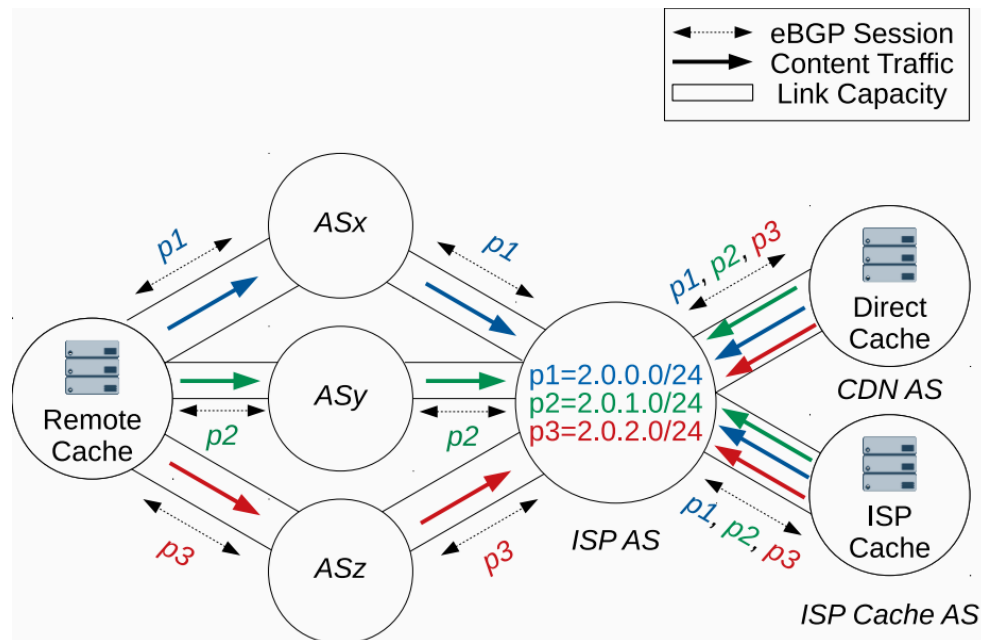 eBGP Session
Content Traffic
Link Capacity
ASx
p1
p1
p1, p2, p3
Direct
Cache
CDN AS
Remote
Cache
ASy
p2
p2
p1=2.0.0.0/24
p2=2.0.1.0/24
p3=2.0.2.0/24
ISP AS
p3
ASz
p3
p1, p2, p3
ISP
Cache
ISP Cache AS